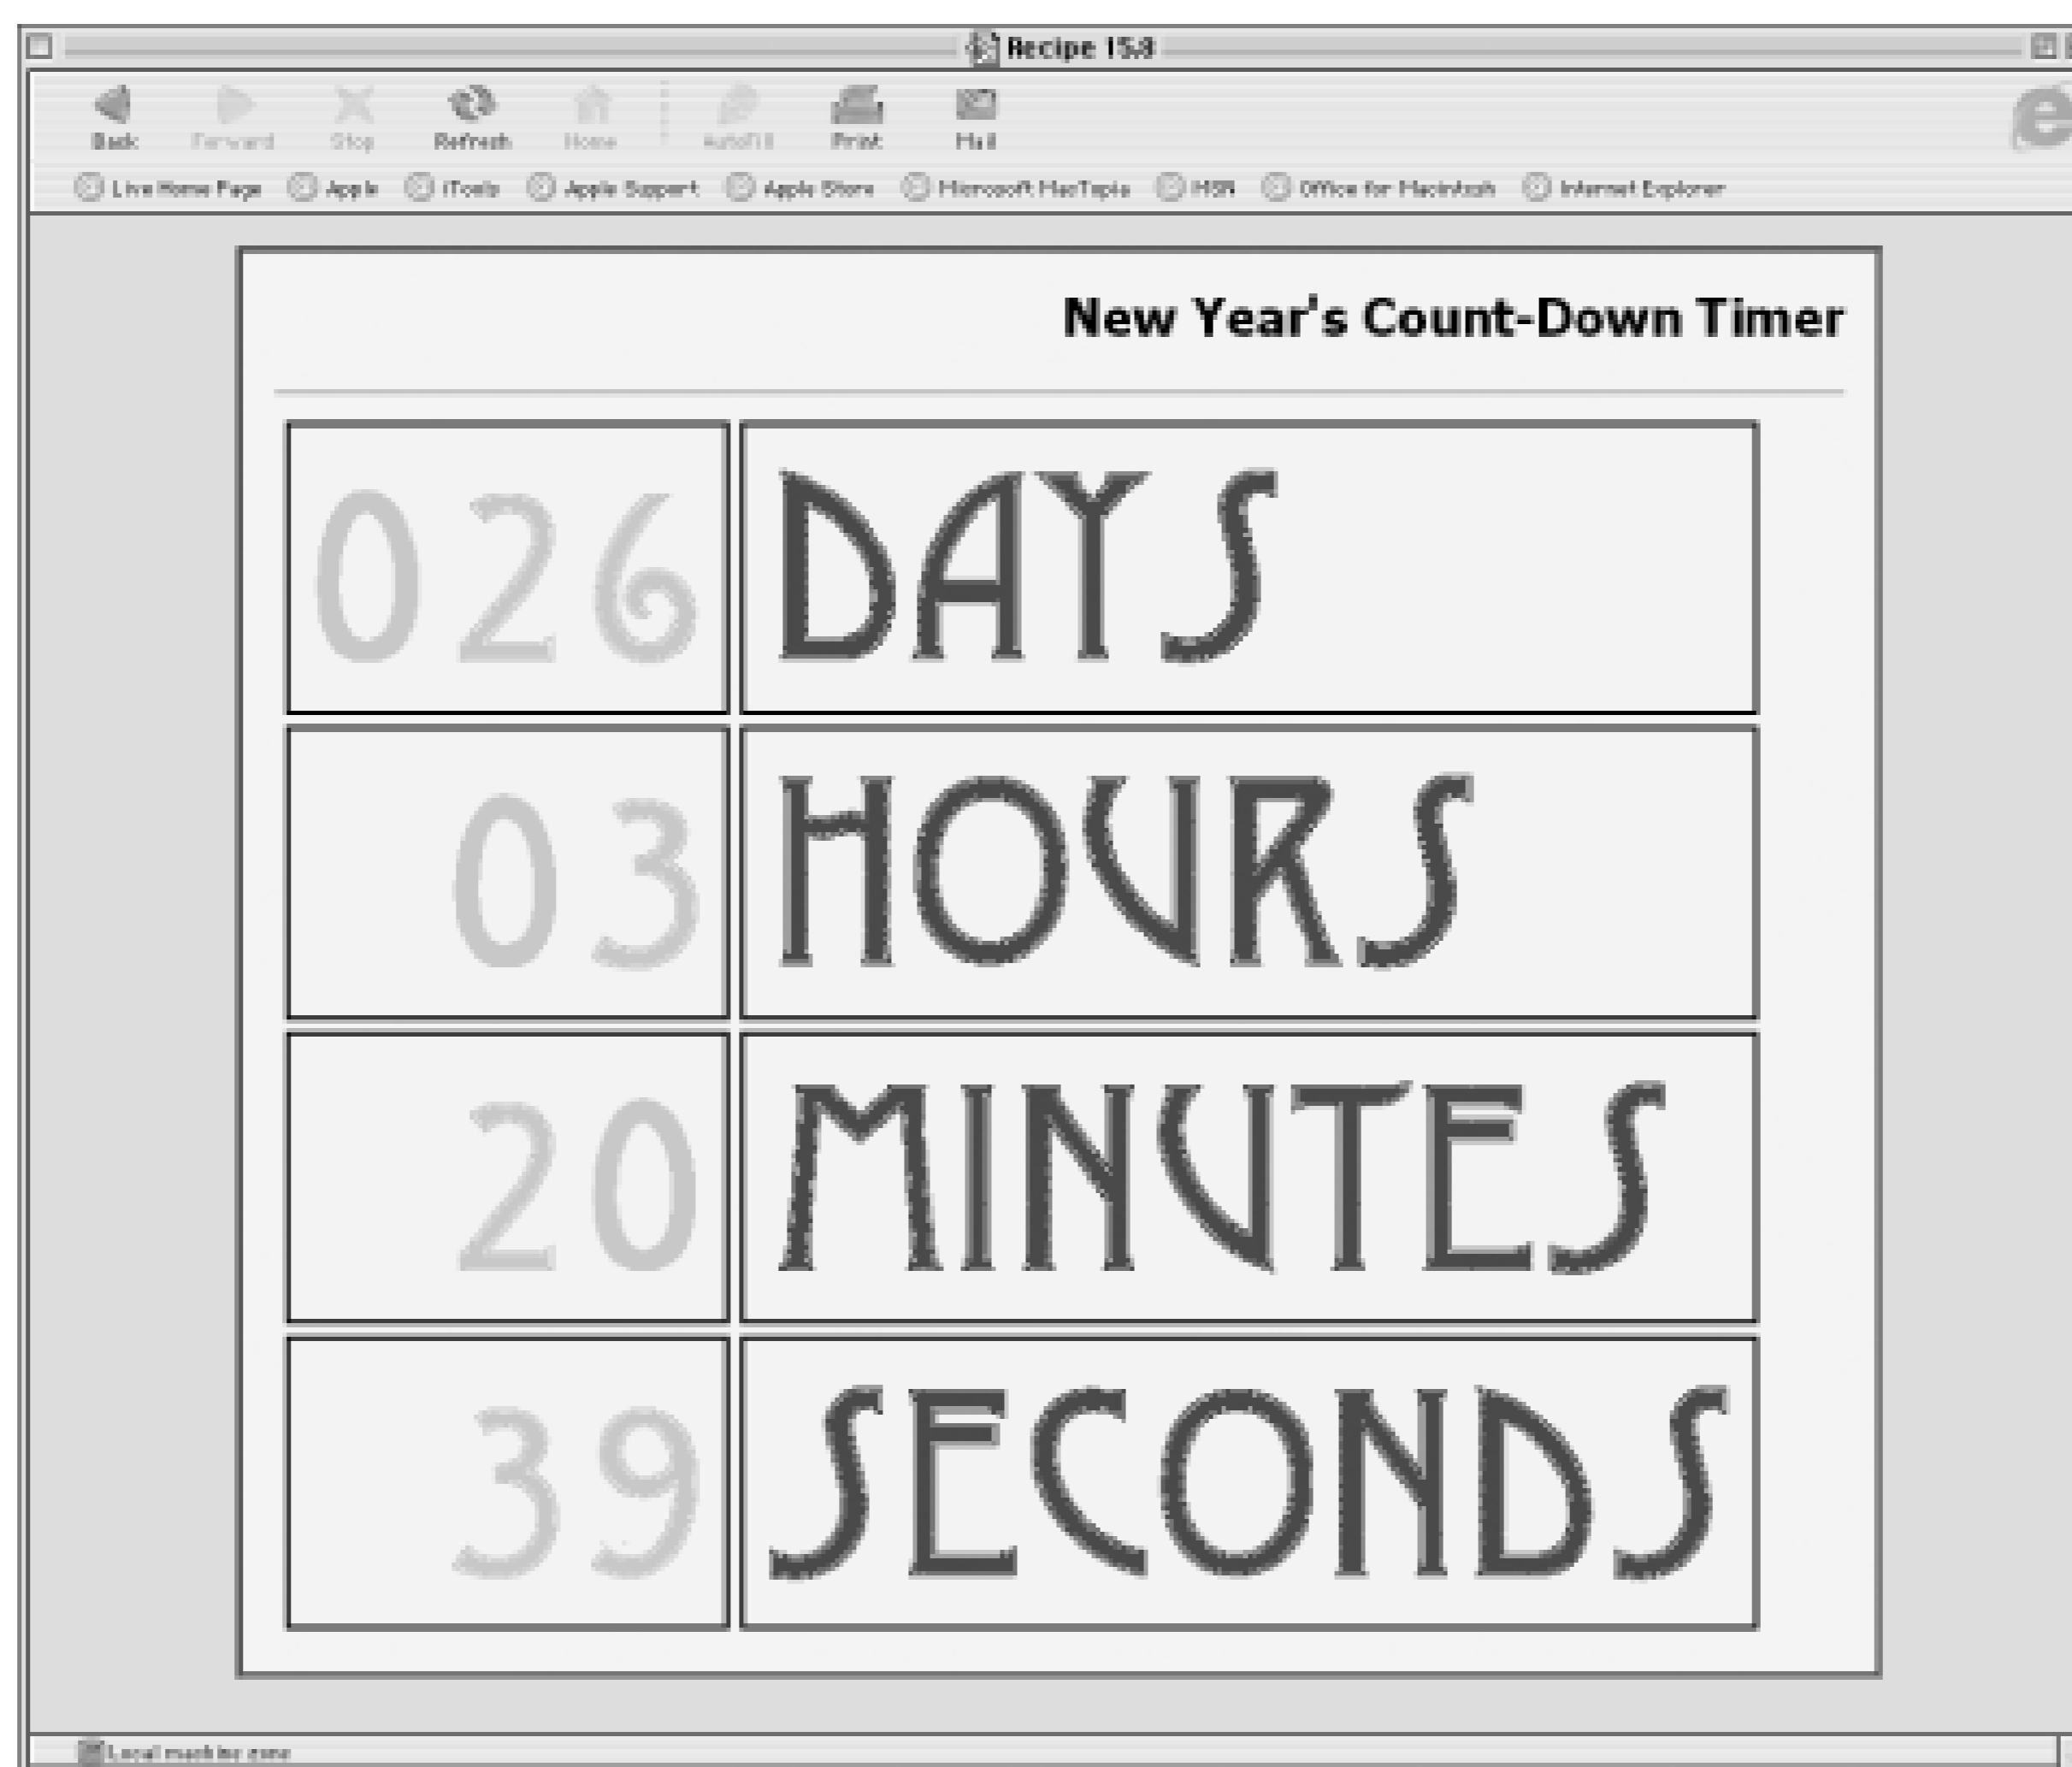 Recipe 15.8
Back Forward Stop Refresh Home AutoFill Print Mail
Live Home Page Apple iTools Apple Support Apple Store Microsoft MacTopia MSN Office for Macintosh Internet Explorer
New Year's Count-Down Timer
026 DAYS
03 HOURS
20 MINUTES
39 SECONDS
Local machine zone